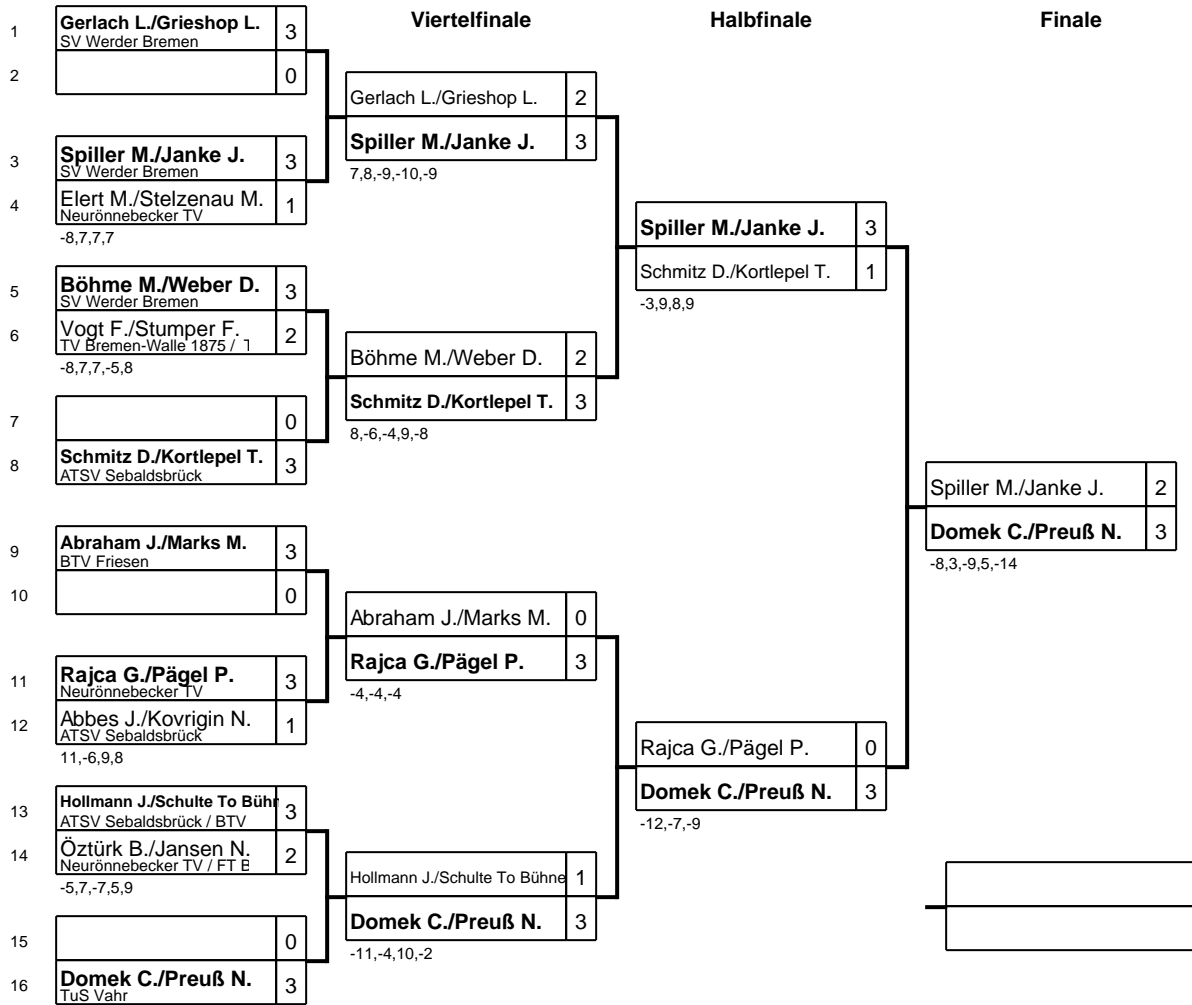 Viertelfinale
Halbfinale
Finale
1
Gerlach L./Grieshop L. 3
SV Werder Bremen
2
0
3
Spiller M./Janke J. 3
SV Werder Bremen
4
Elert M./Stelzenau M. 1
Neurönnebecker TV
-8,7,7,7
5
Böhme M./Weber D. 3
SV Werder Bremen
6
Vogt F./Stumper F. 2
TV Bremen-Walle 1875 /
-8,7,7,-5,8
7
0
8
Schmitz D./Kortlepel T. 3
ATSV Sebaldsbrück
9
Abraham J./Marks M. 3
BTV Friesen
10
0
11
Rajca G./Pägel P. 3
Neurönnebecker TV
12
Abbes J./Kovrigin N. 1
ATSV Sebaldsbrück
11,-6,9,8
13
Hollmann J./Schulte To Bühn 3
ATSV Sebaldsbrück / BTV
14
Öztürk B./Jansen N. 2
Neurönnebecker TV / FT B
-5,7,-7,5,9
15
0
16
Domek C./Preuß N. 3
TuS Vahr
Gerlach L./Grieshop L. 2
Spiller M./Janke J. 3
7,8,-9,-10,-9
Böhme M./Weber D. 2
Schmitz D./Kortlepel T. 3
8,-6,-4,9,-8
Abraham J./Marks M. 0
Rajca G./Pägel P. 3
-4,-4,-4
Hollmann J./Schulte To Bühne 1
Domek C./Preuß N. 3
-11,-4,10,-2
Spiller M./Janke J. 3
Schmitz D./Kortlepel T. 1
-3,9,8,9
Rajca G./Pägel P. 0
Domek C./Preuß N. 3
-12,-7,-9
Spiller M./Janke J. 2
Domek C./Preuß N. 3
-8,3,-9,5,-14